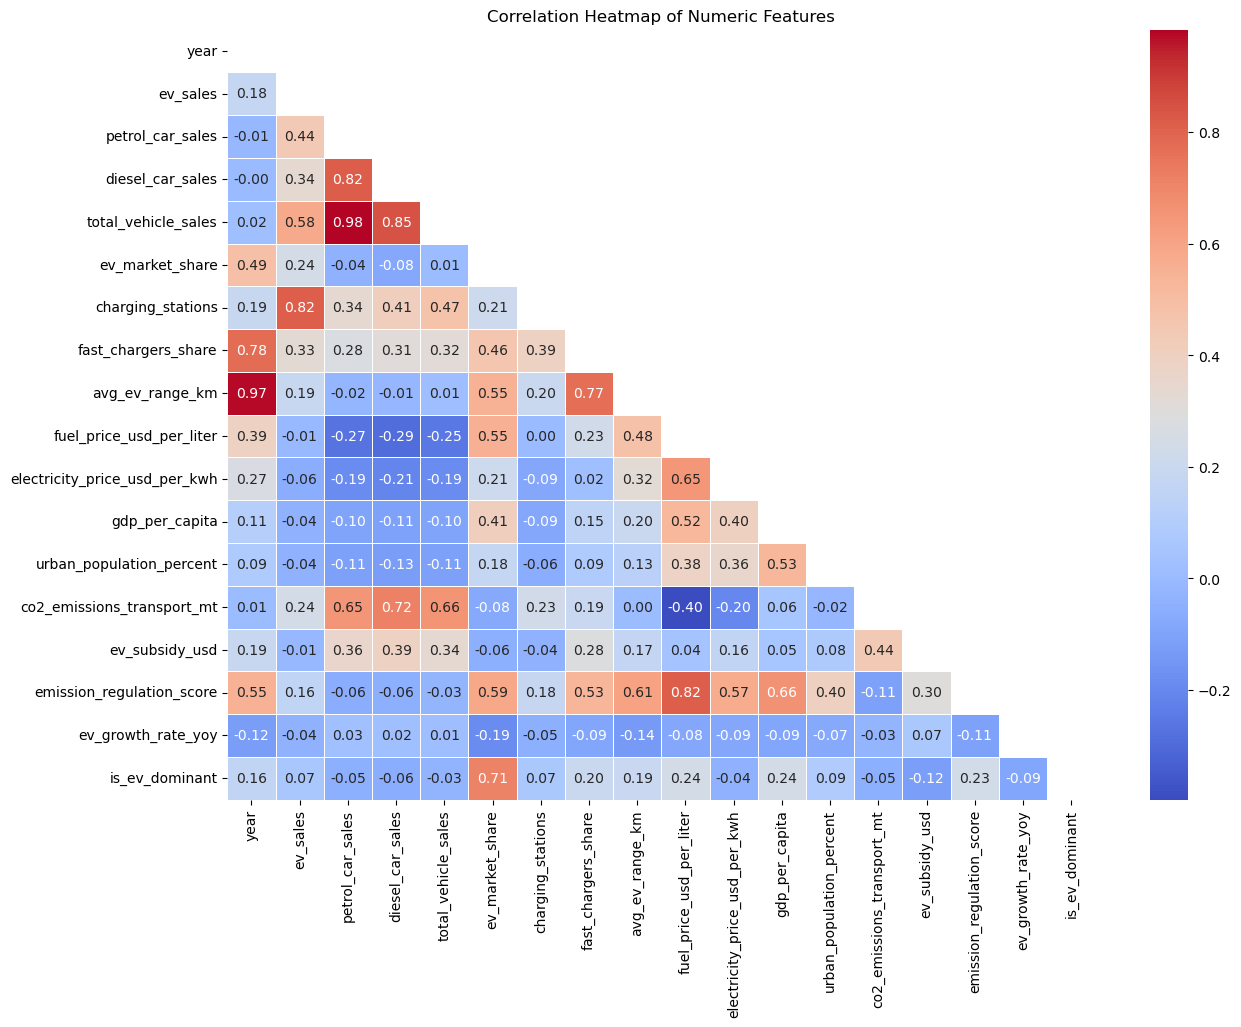 Correlation Heatmap of Numeric Features
year
ev_sales 0.18
petrol_car_sales -0.01 0.44
diesel_car_sales -0.00 0.34 0.82
total_vehicle_sales 0.02 0.58 0.98 0.85
ev_market_share 0.49 0.24 -0.04 -0.08 0.01
charging_stations 0.19 0.82 0.34 0.41 0.47 0.21
fast_chargers_share 0.78 0.33 0.28 0.31 0.32 0.46 0.39
avg_ev_range_km 0.97 0.19 -0.02 -0.01 0.01 0.55 0.20 0.77
fuel_price_usd_per_liter 0.39 -0.01 -0.27 -0.29 -0.25 0.55 0.00 0.23 0.48
electricity_price_usd_per_kwh 0.27 -0.06 -0.19 -0.21 -0.19 0.21 -0.09 0.02 0.32 0.65
gdp_per_capita 0.11 -0.04 -0.10 -0.11 -0.10 0.41 -0.09 0.15 0.20 0.52 0.40
urban_population_percent 0.09 -0.04 -0.11 -0.13 -0.11 0.18 -0.06 0.09 0.13 0.38 0.36 0.53
co2_emissions_transport_mt 0.01 0.24 0.65 0.72 0.66 -0.08 0.23 0.19 0.00 -0.40 -0.20 0.06 -0.02
ev_subsidy_usd 0.19 -0.01 0.36 0.39 0.34 -0.06 -0.04 0.28 0.17 0.04 0.16 0.05 0.08 0.44
emission_regulation_score 0.55 0.16 -0.06 -0.06 -0.03 0.59 0.18 0.53 0.61 0.82 0.57 0.66 0.40 -0.11 0.30
ev_growth_rate_yoy -0.12 -0.04 0.03 0.02 0.01 -0.19 -0.05 -0.09 -0.14 -0.08 -0.09 -0.09 -0.07 -0.03 0.07 -0.11
is_ev_dominant 0.16 0.07 -0.05 -0.06 -0.03 0.71 0.07 0.20 0.19 0.24 -0.04 0.24 0.09 -0.05 -0.12 0.23 -0.09
year
ev_sales
petrol_car_sales
diesel_car_sales
total_vehicle_sales
ev_market_share
charging_stations
fast_chargers_share
avg_ev_range_km
fuel_price_usd_per_liter
electricity_price_usd_per_kwh
gdp_per_capita
urban_population_percent
co2_emissions_transport_mt
ev_subsidy_usd
emission_regulation_score
ev_growth_rate_yoy
is_ev_dominant
0.8
0.6
0.4
0.2
0.0
−0.2